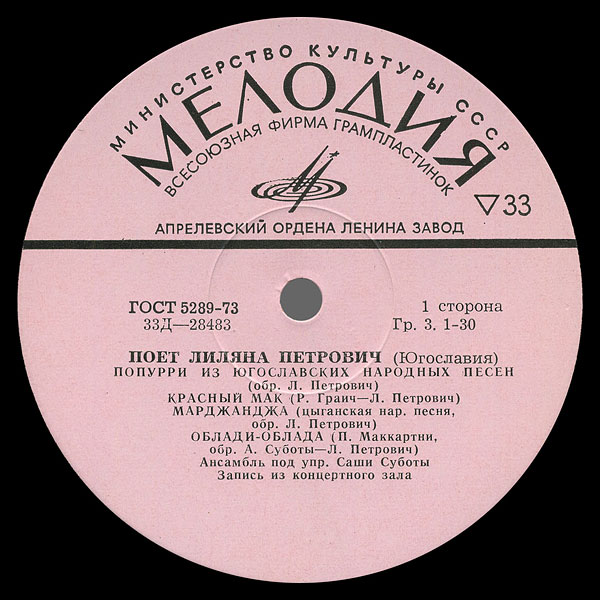 МИНИСТЕРСТВО КУЛЬТУРЫ СССР
МЕЛОДИЯ
ВСЕСОЮЗНАЯ ФИРМА ГРАМПЛАСТИНОК
33
АПРЕЛЕВСКИЙ ОРДЕНА ЛЕНИНА ЗАВОД
ГОСТ 5289-73 1 сторона
33Д—28483 Гр. 3. 1-30
ПОЕТ ЛИЛЯНА ПЕТРОВИЧ (Югославия)
ПОПУРРИ ИЗ ЮГОСЛАВСКИХ НАРОДНЫХ ПЕСЕН
(обр. Л. Петрович)
КРАСНЫЙ МАК (Р. Граич—Л. Петрович)
МАРДЖАНДЖА (цыганская нар. песня,
обр. Л. Петрович)
ОБЛАДИ-ОБЛАДА (П. Маккартни,
обр. А. Суботы—Л. Петрович)
Ансамбль под упр. Саши Суботы
Запись из концертного зала